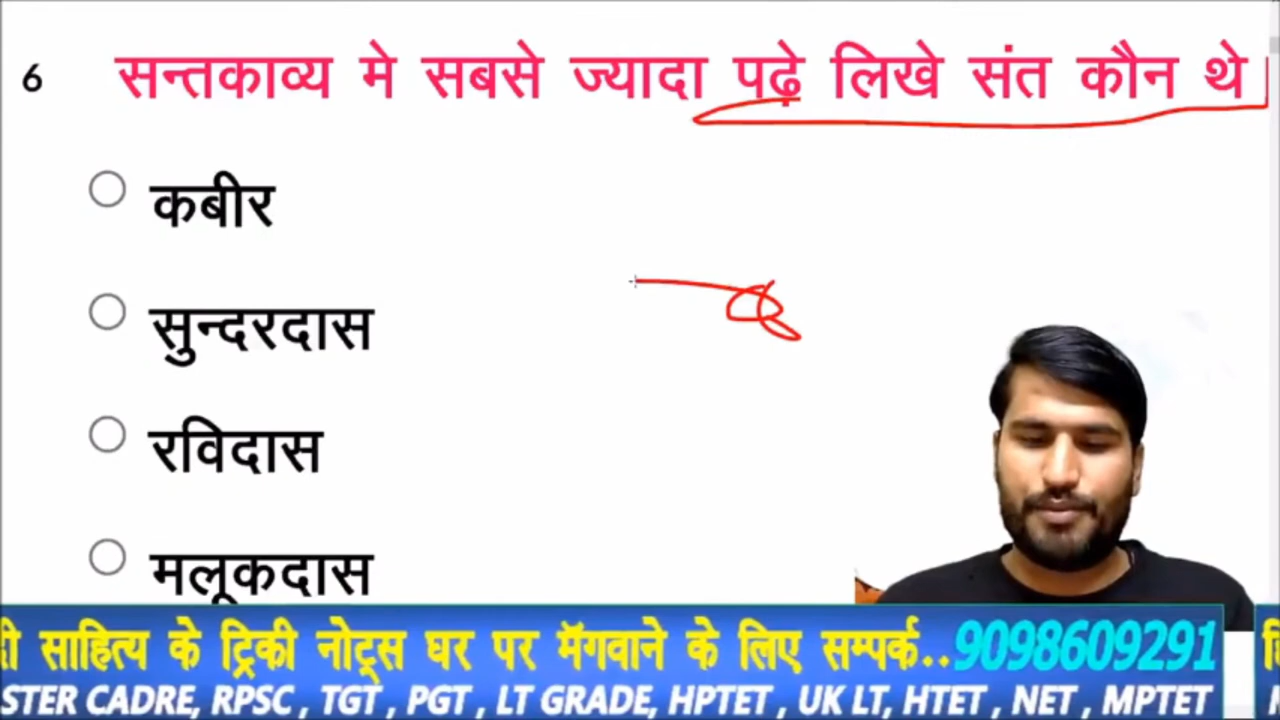 6 सन्तकाव्य मे सबसे ज्यादा पढ़े लिखे संत कौन थे
कबीर
सुन्दरदास
रविदास
मलूकदास
साहित्य के ट्रिकी नोट्स घर पर मॅगवाने के लिए सम्पर्क..9098609291
STER CADRE, RPSC , TGT , PGT , LT GRADE, HPTET , UK LT, HTET , NET , MPTET